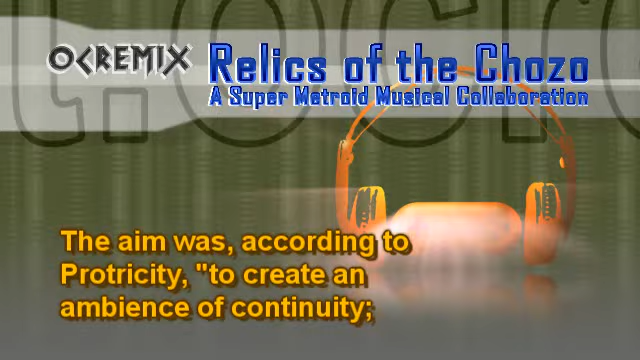 OCREMIX
Relics of the Chozo
A Super Metroid Musical Collaboration
The aim was, according to
Protricity, "to create an
ambience of continuity;